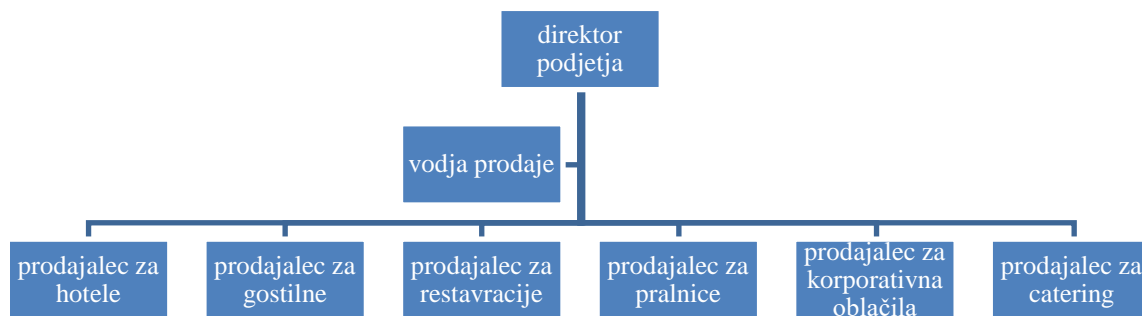 direktor
podjetja
vodja prodaje
prodajalec za
hotele
prodajalec za
gostilne
prodajalec za
restavracije
prodajalec za
pralnice
prodajalec za
korporativna
oblačila
prodajalec za
catering